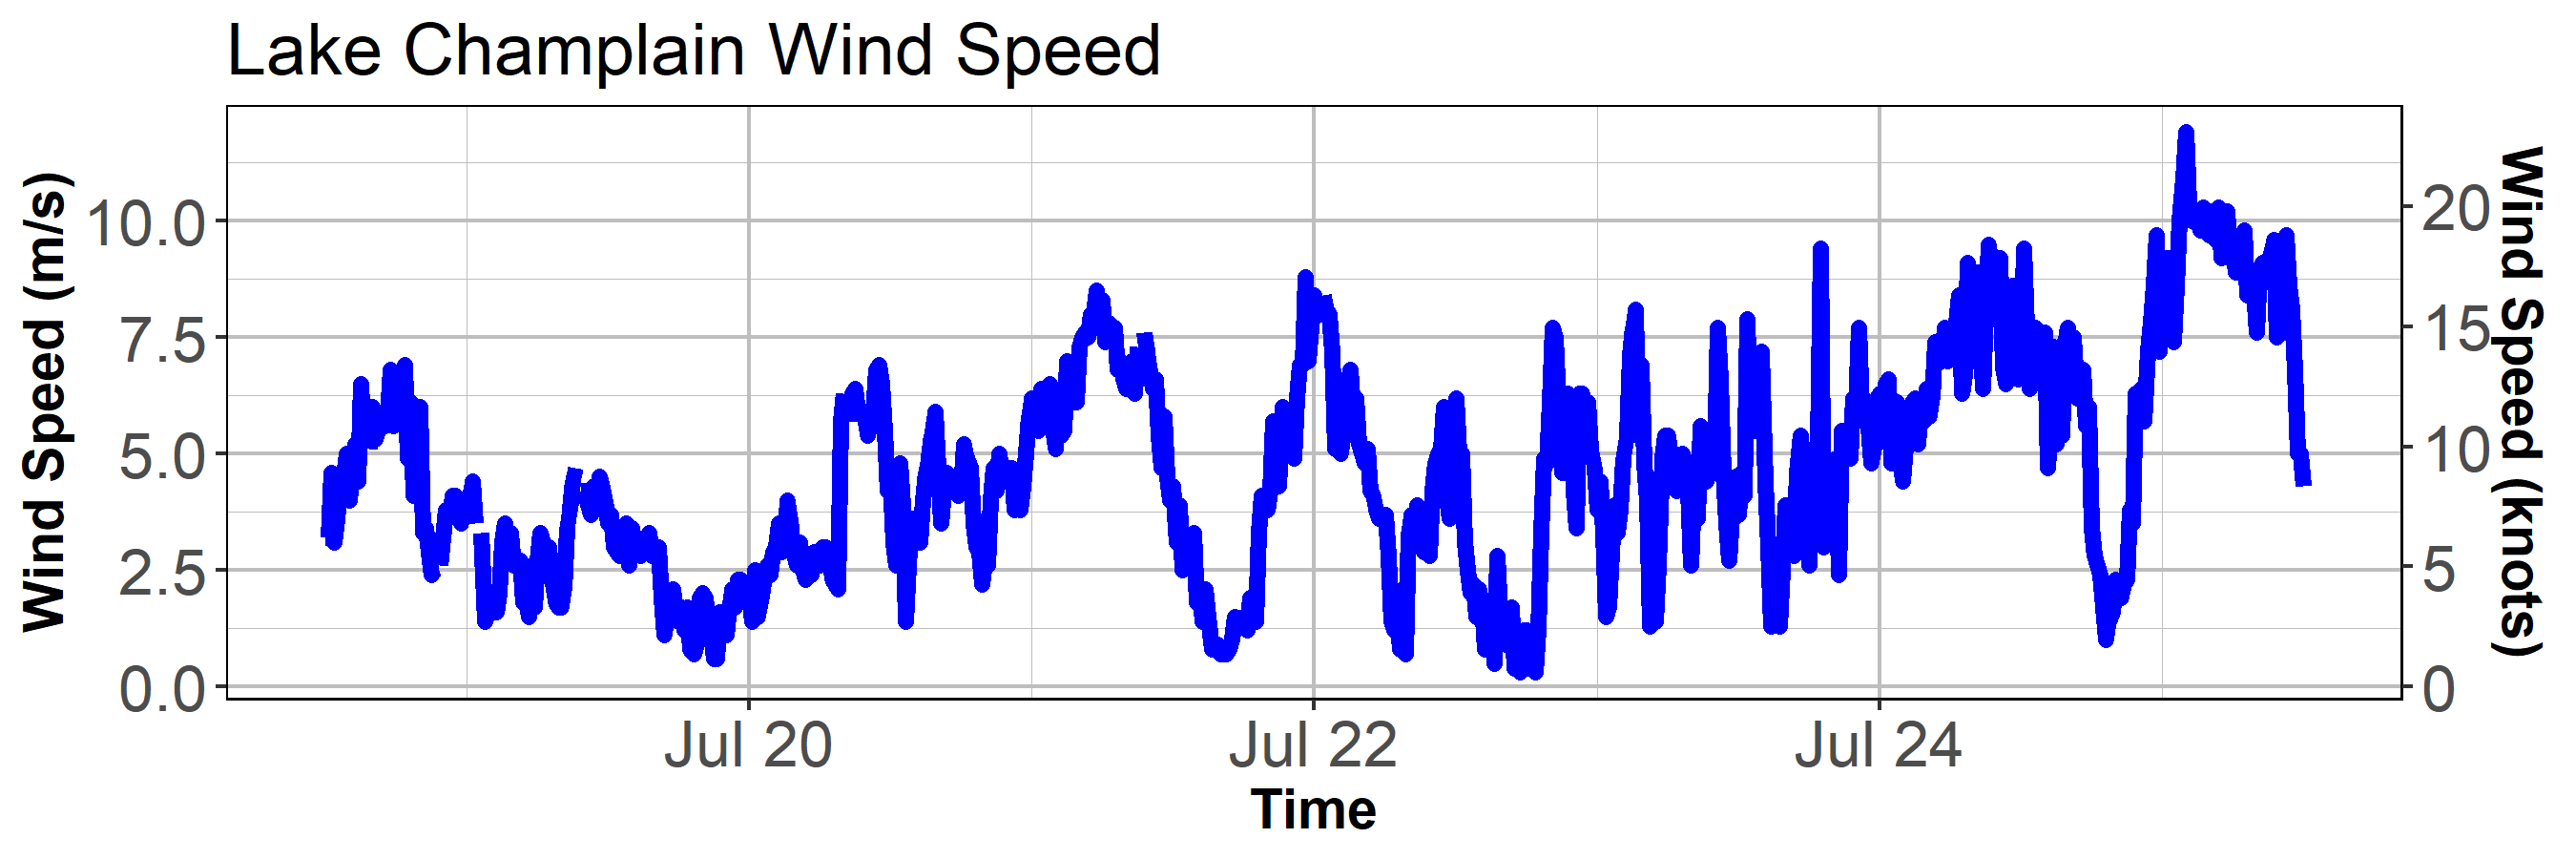 Lake Champlain Wind Speed
Wind Speed (m/s)
10.0
7.5
5.0
2.5
0.0
20
15
10
5
0
Wind Speed (knots)
Jul 20
Jul 22
Jul 24
Time